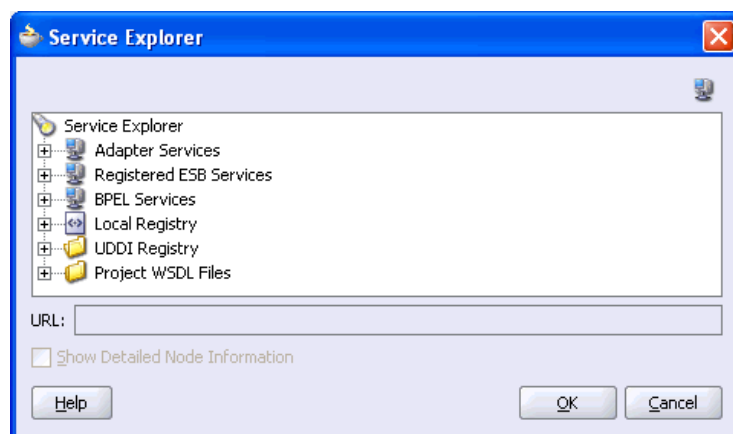 Service Explorer
Service Explorer
Adapter Services
Registered ESB Services
BPEL Services
Local Registry
UDDI Registry
Project WSDL Files
URL:
Show Detailed Node Information
Help OK Cancel